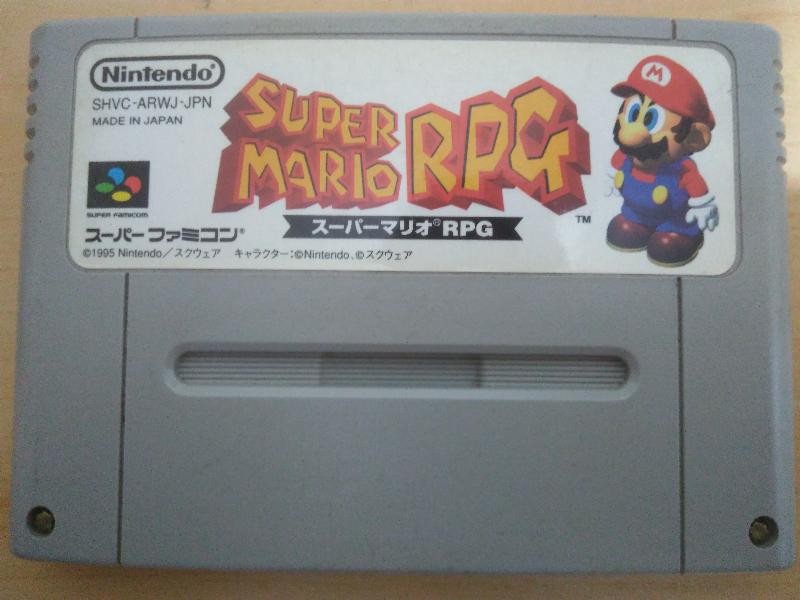 Nintendo®
SHVC-ARWJ-JPN
MADE IN JAPAN
SUPER
MARIO RPG
TM
スーパーマリオ®RPG
SUPER FAMICOM
スーパーファミコン®
©1995 Nintendo/スクウェア キャラクター:©Nintendo、©スクウェア
M